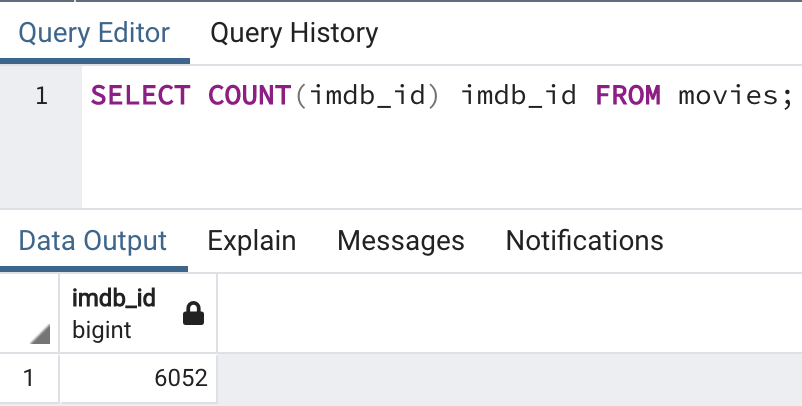 Query Editor Query History
1 SELECT COUNT(imdb_id) imdb_id FROM movies;
Data Output Explain Messages Notifications
imdb_id
bigint
1 6052